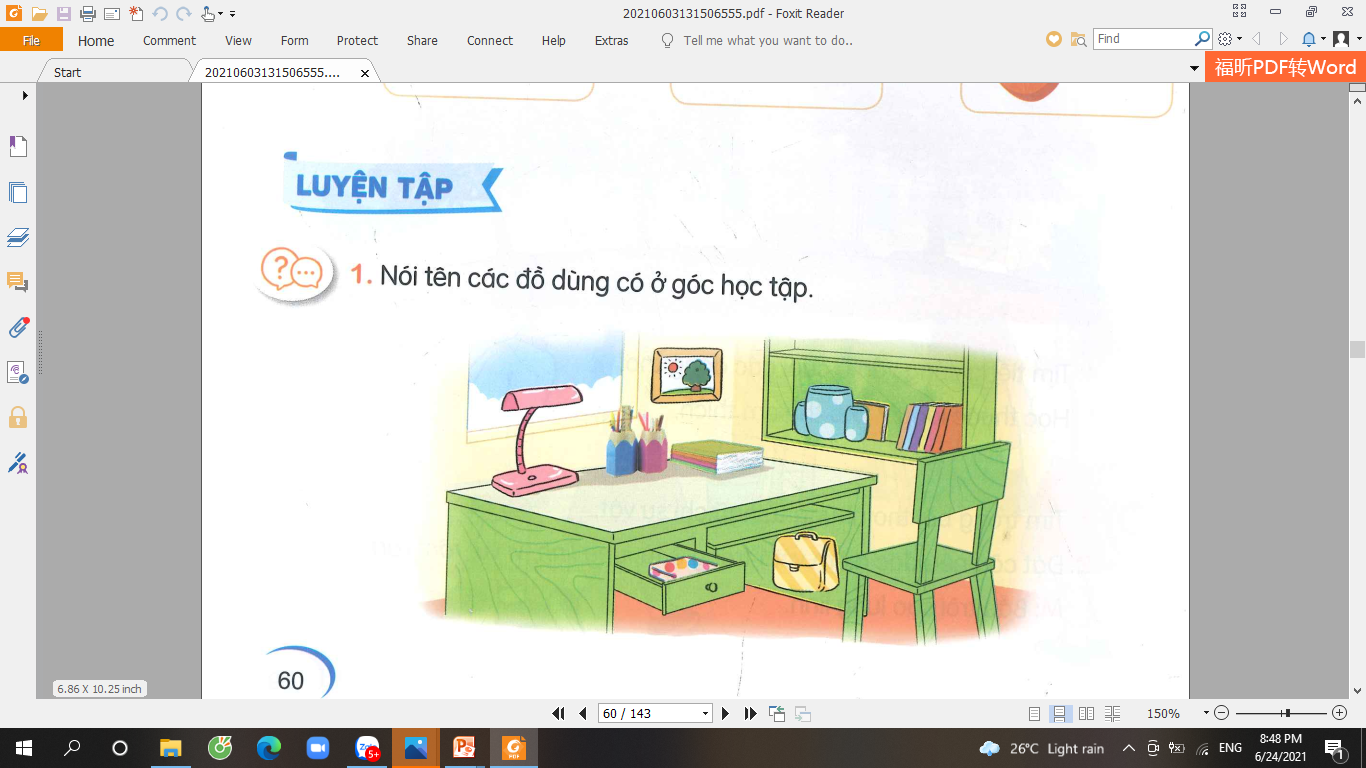 20210603131506555.pdf - Foxit Reader
File Home Comment View Form Protect Share Connect Help Extras Tell me what you want to do.. Find
Start 20210603131506555.... 福昕PDF转Word
LUYỆN TẬP
1. Nói tên các đồ dùng có ở góc học tập.
60
6.86 X 10.25 inch
60 / 143 150%
26°C Light rain ENG 8:48 PM
6/24/2021
5+
1